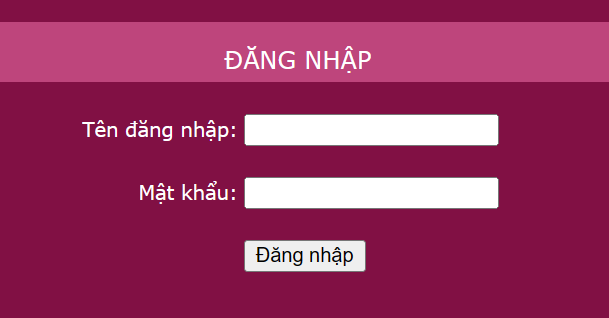 ĐĂNG NHẬP
Tên đăng nhập:
Mật khẩu:
Đăng nhập